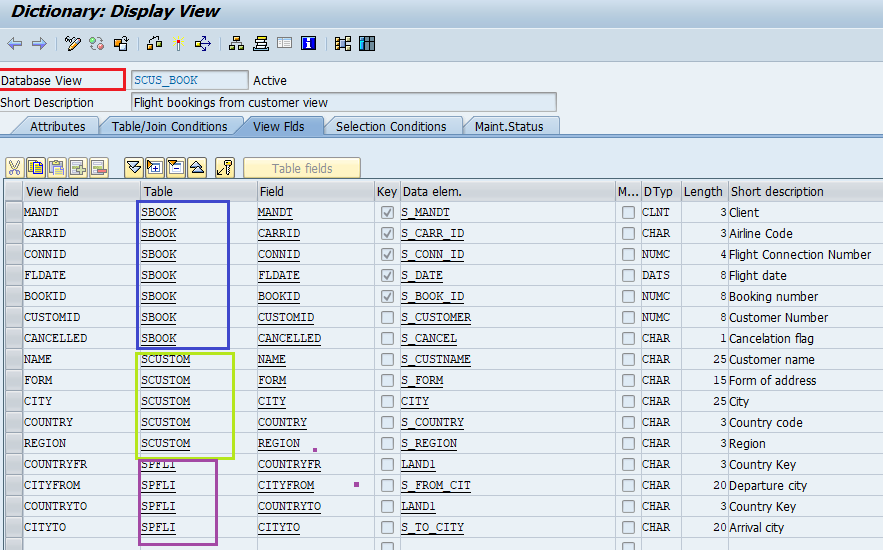 Dictionary: Display View
Database View SCUS_BOOK Active
Short Description Flight bookings from customer view
Attributes Table/Join Conditions View Flds Selection Conditions Maint.Status
Table fields
View field Table Field Key Data elem. M... DTyp Length Short description
MANDT SBOOK MANDT S_MANDT CLNT 3 Client
CARRID SBOOK CARRID S_CARR_ID CHAR 3 Airline Code
CONNID SBOOK CONNID S_CONN_ID NUMC 4 Flight Connection Number
FLDATE SBOOK FLDATE S_DATE DATS 8 Flight date
BOOKID SBOOK BOOKID S_BOOK_ID NUMC 8 Booking number
CUSTOMID SBOOK CUSTOMID S_CUSTOMER NUMC 8 Customer Number
CANCELLED SBOOK CANCELLED S_CANCEL CHAR 1 Cancelation flag
NAME SCUSTOM NAME S_CUSTNAME CHAR 25 Customer name
FORM SCUSTOM FORM S_FORM CHAR 15 Form of address
CITY SCUSTOM CITY CITY CHAR 25 City
COUNTRY SCUSTOM COUNTRY S_COUNTRY CHAR 3 Country code
REGION SCUSTOM REGION S_REGION CHAR 3 Region
COUNTRYFR SPFLI COUNTRYFR LAND1 CHAR 3 Country Key
CITYFROM SPFLI CITYFROM S_FROM_CIT CHAR 20 Departure city
COUNTRYTO SPFLI COUNTRYTO LAND1 CHAR 3 Country Key
CITYTO SPFLI CITYTO S_TO_CITY CHAR 20 Arrival city